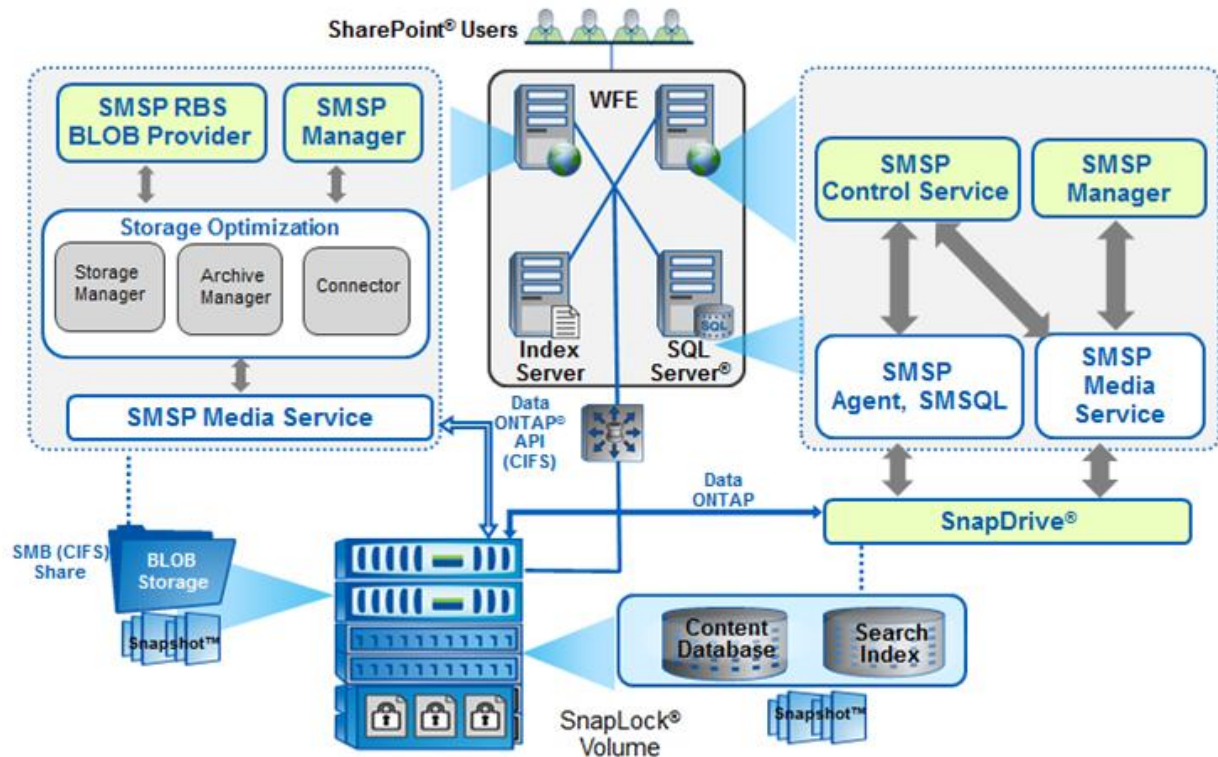 SharePoint® Users
SMSP RBS
BLOB Provider
SMSP
Manager
Storage Optimization
Storage
Manager
Archive
Manager
Connector
SMSP Media Service
WFE
Index
Server
SQL
SQL
Server®
SMSP
Control Service
SMSP
Manager
SMSP
Agent, SMSQL
SMSP
Media
Service
Data
ONTAP®
API
(CIFS)
Data
ONTAP
SnapDrive®
SMB (CIFS)
Share
BLOB
Storage
Snapshot™
Content
Database
Search
Index
Snapshot™
SnapLock®
Volume